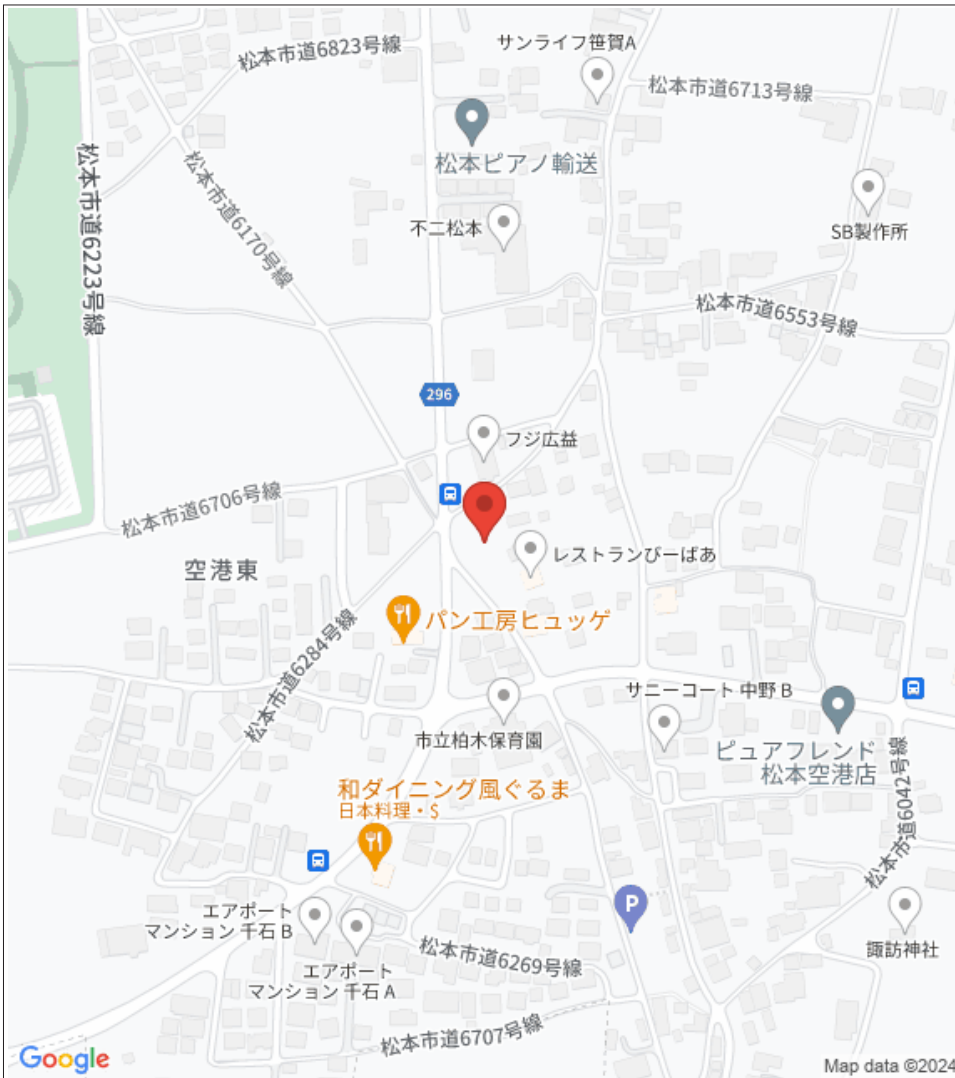 サンライフ笹賀A
松本市道6823号線
松本市道6713号線
松本ピアノ輸送
松本市道6223号線
松本市道6170号線
不二松本
SB製作所
松本市道6553号線
296
フジ広益
松本市道6706号線
レストランびーばあ
空港東
パン工房ヒュッゲ
松本市道6284号線
サニーコート 中野 B
市立柏木保育園
ピュアフレンド
松本空港店
和ダイニング風ぐるま
日本料理・$
松本市道6042号線
エアポート
マンション 千石 B
P
諏訪神社
松本市道6269号線
エアポート
マンション 千石 A
松本市道6707号線
Google
Map data ©2024